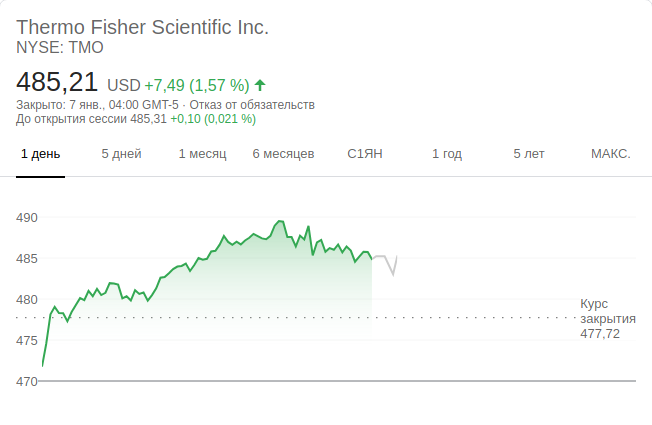 Thermo Fisher Scientific Inc.
NYSE: TMO
485,21 USD +7,49 (1,57 %)
Закрыто: 7 янв., 04:00 GMT-5 · Отказ от обязательств
До открытия сессии 485,31 +0,10 (0,021 %)
1 день 5 дней 1 месяц 6 месяцев С1ЯН 1 год 5 лет МАКС.
490
485
480
Курс
закрытия
477,72
475
470